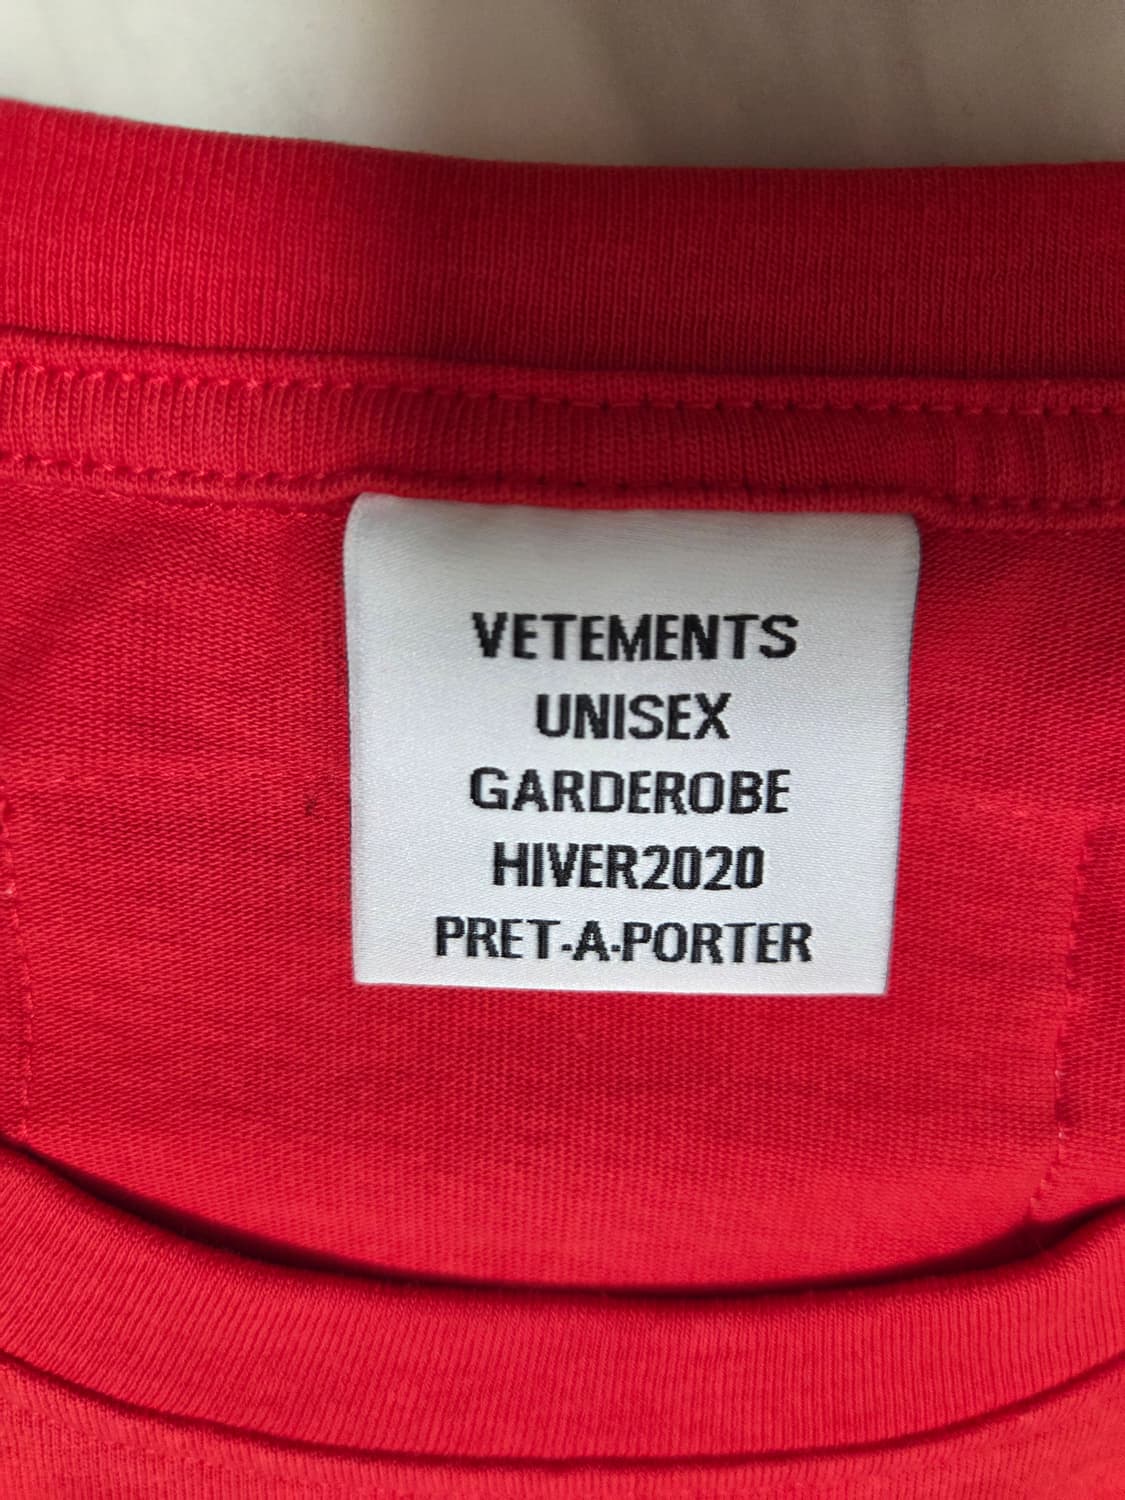 VETEMENTS
UNISEX
GARDEROBE
HIVER2020
PRET-A-PORTER